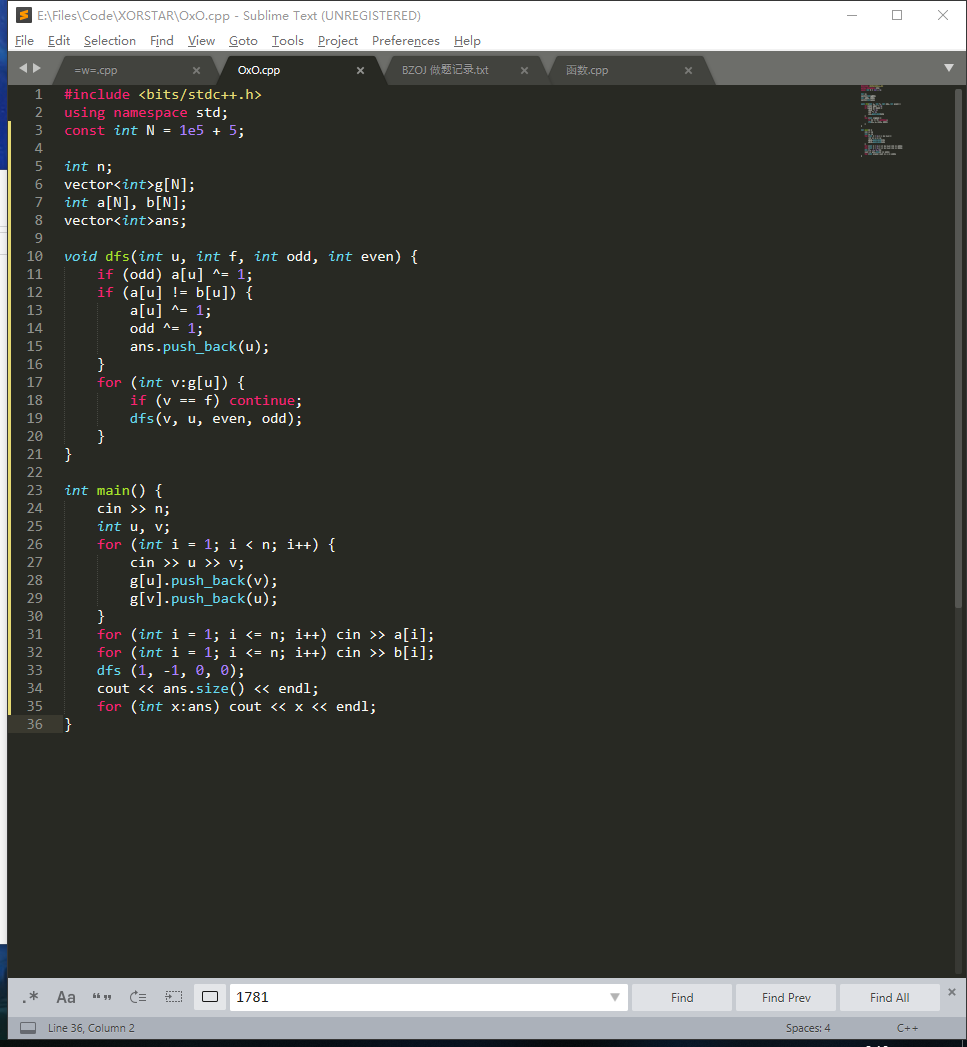 E:\Files\Code\XORSTAR\OxO.cpp - Sublime Text (UNREGISTERED)
File Edit Selection Find View Goto Tools Project Preferences Help
=w=.cpp OxO.cpp BZOJ 做题记录.txt 函数.cpp
1 #include <bits/stdc++.h>
2 using namespace std;
3 const int N = 1e5 + 5;
4
5 int n;
6 vector<int>g[N];
7 int a[N], b[N];
8 vector<int>ans;
9
10 void dfs(int u, int f, int odd, int even) {
11     if (odd) a[u] ^= 1;
12     if (a[u] != b[u]) {
13         a[u] ^= 1;
14         odd ^= 1;
15         ans.push_back(u);
16     }
17     for (int v:g[u]) {
18         if (v == f) continue;
19         dfs(v, u, even, odd);
20     }
21 }
22
23 int main() {
24     cin >> n;
25     int u, v;
26     for (int i = 1; i < n; i++) {
27         cin >> u >> v;
28         g[u].push_back(v);
29         g[v].push_back(u);
30     }
31     for (int i = 1; i <= n; i++) cin >> a[i];
32     for (int i = 1; i <= n; i++) cin >> b[i];
33     dfs (1, -1, 0, 0);
34     cout << ans.size() << endl;
35     for (int x:ans) cout << x << endl;
36 }
.* Aa “” 1781 Find Find Prev Find All
Line 36, Column 2 Spaces: 4 C++